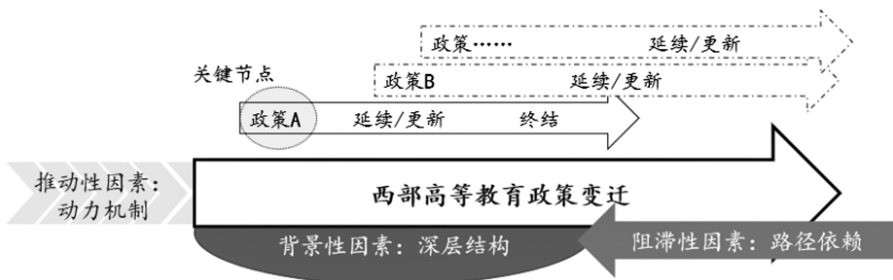 政策…… 延续/更新
关键节点 政策B 延续/更新
政策A 延续/更新 终结
推动性因素：
动力机制
西部高等教育政策变迁
背景性因素：深层结构
阻滞性因素：路径依赖